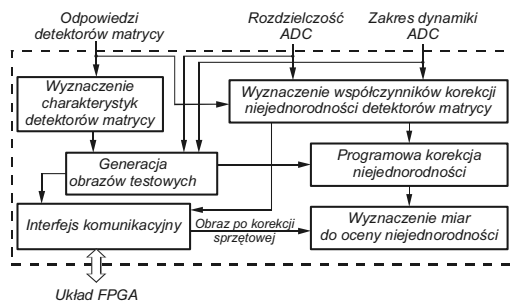 Odpowiedzi
detektorów matrycy
Rozdzielczość
ADC
Zakres dynamiki
ADC
Wyznaczenie
charakterystyk
detektorów matrycy
Wyznaczenie współczynników korekcji
niejednorodności detektorów matrycy
Generacja
obrazów testowych
Programowa korekcja
niejednorodności
Interfejs komunikacyjny
Obraz po korekcji
sprzętowej
Wyznaczenie miar
do oceny niejednorodności
Układ FPGA